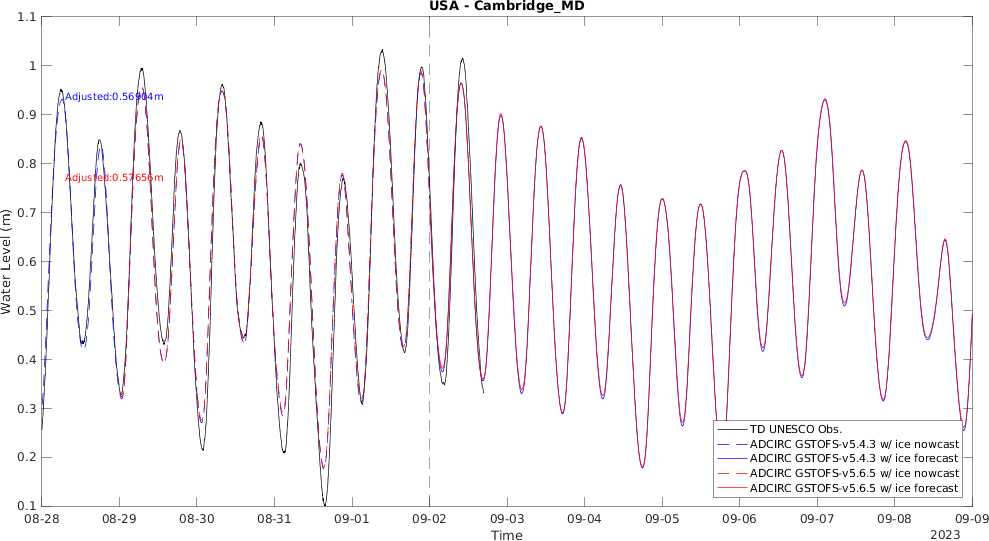 USA - Cambridge_MD
1.1
1
0.9
0.8
0.7
0.6
0.5
0.4
0.3
0.2
0.1
Water Level (m)
Adjusted:0.56904m
Adjusted:0.57656m
TD UNESCO Obs.
ADCIRC GSTOFS-v5.4.3 w/ ice nowcast
ADCIRC GSTOFS-v5.4.3 w/ ice forecast
ADCIRC GSTOFS-v5.6.5 w/ ice nowcast
ADCIRC GSTOFS-v5.6.5 w/ ice forecast
08-28 08-29 08-30 08-31 09-01 09-02 09-03 09-04 09-05 09-06 09-07 09-08 09-09
Time
2023